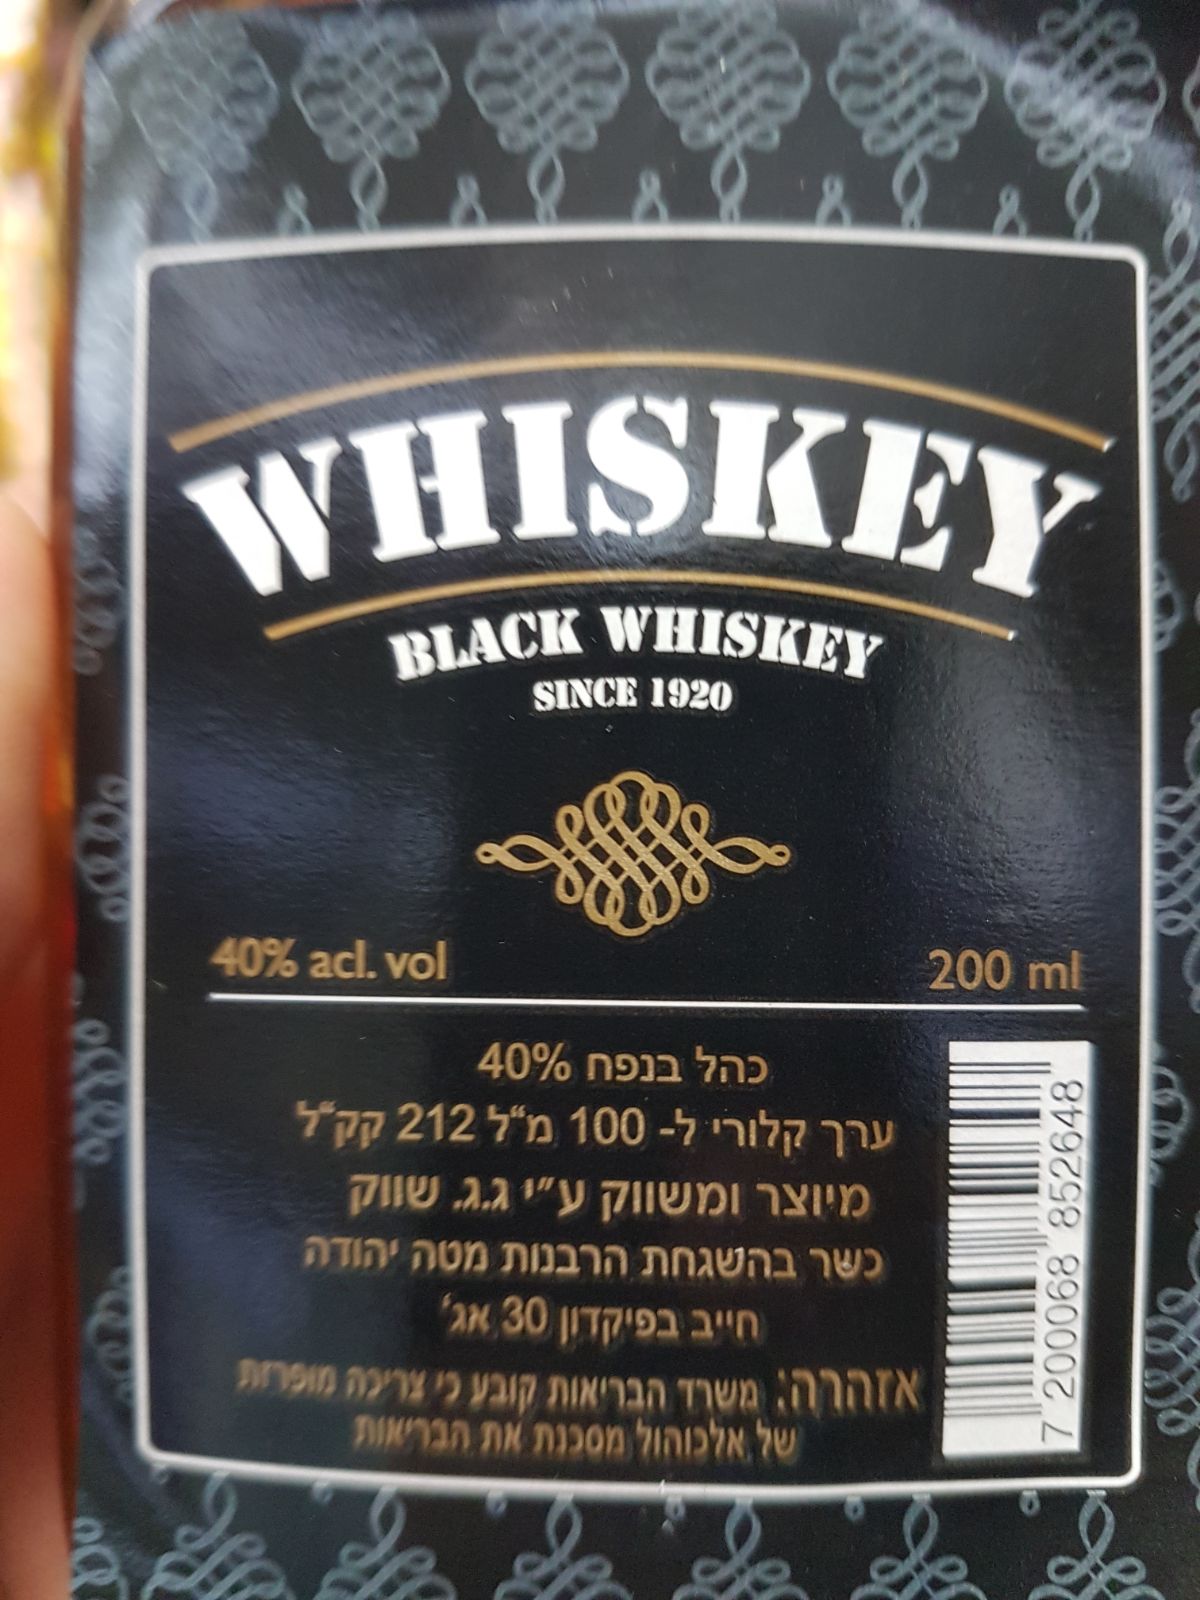 WHISKEY
BLACK WHISKEY
SINCE 1920
40% acl. vol
200 ml
כהל בנפח 40%
ערך קלורי ל- 100 מ"ל 212 קק"ל
מיוצר ומשווק ע״י ג.ג. שווק
כשר בהשגחת הרבנות מטה יהודה
חייב בפיקדון 30 אג'
אזהרה: משרד הבריאות קובע כי צריכה מופרזת
של אלכוהול מסכנת את הבריאות
7 200068 852648